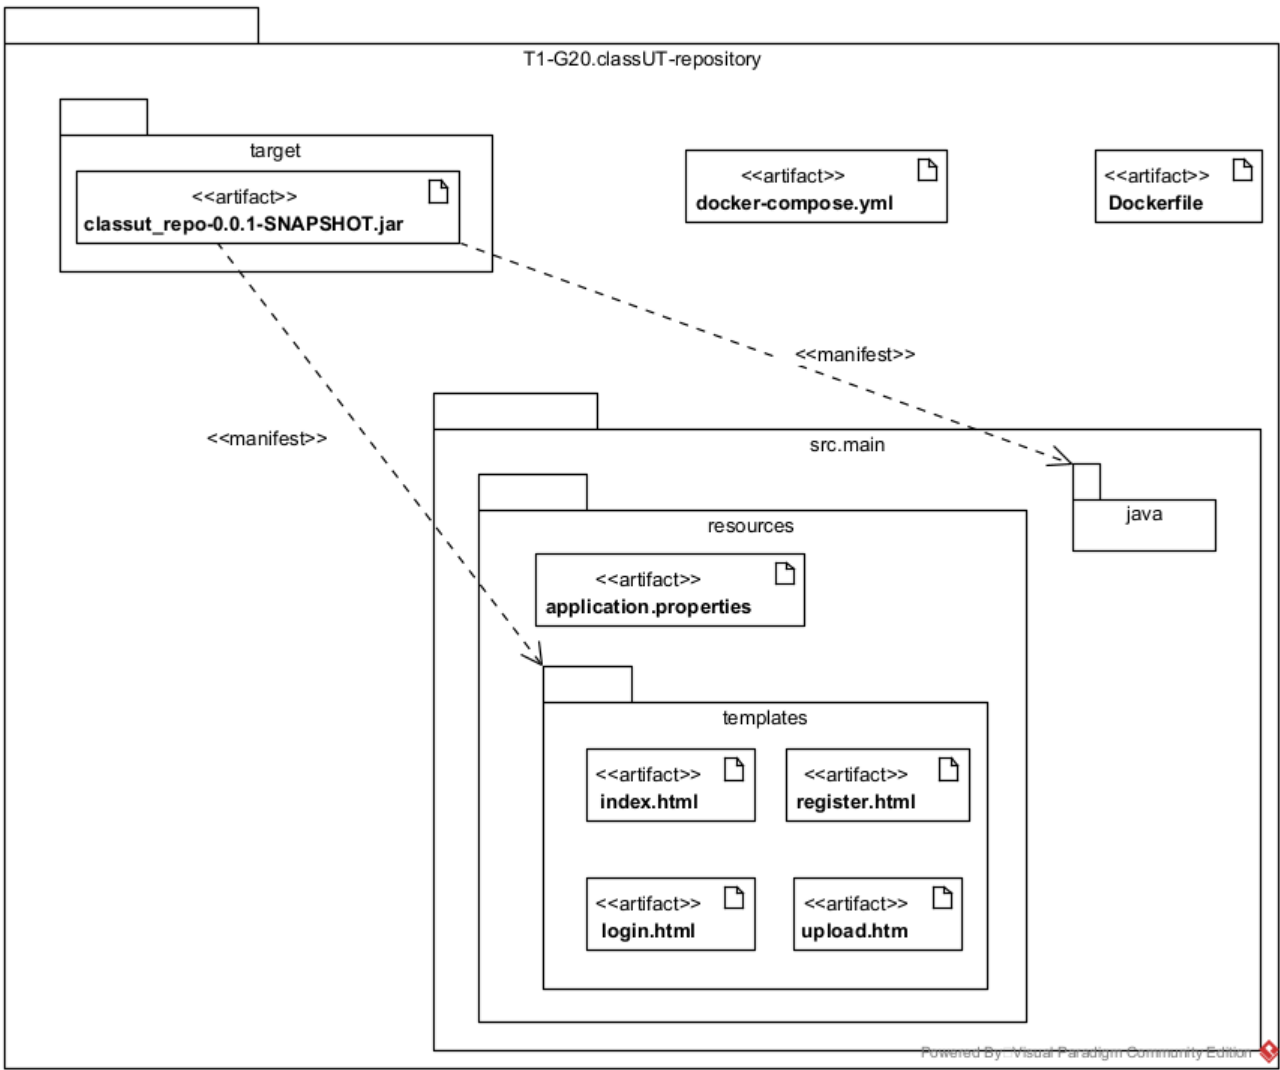 T1-G20.classUT-repository
target
<<artifact>>
classut_repo-0.0.1-SNAPSHOT.jar
<<artifact>>
docker-compose.yml
<<artifact>>
Dockerfile
<<manifest>>
<<manifest>>
src.main
java
resources
<<artifact>>
application.properties
templates
<<artifact>>
index.html
<<artifact>>
register.html
<<artifact>>
login.html
<<artifact>>
upload.htm
Powered By Visual Paradigm Community Edition